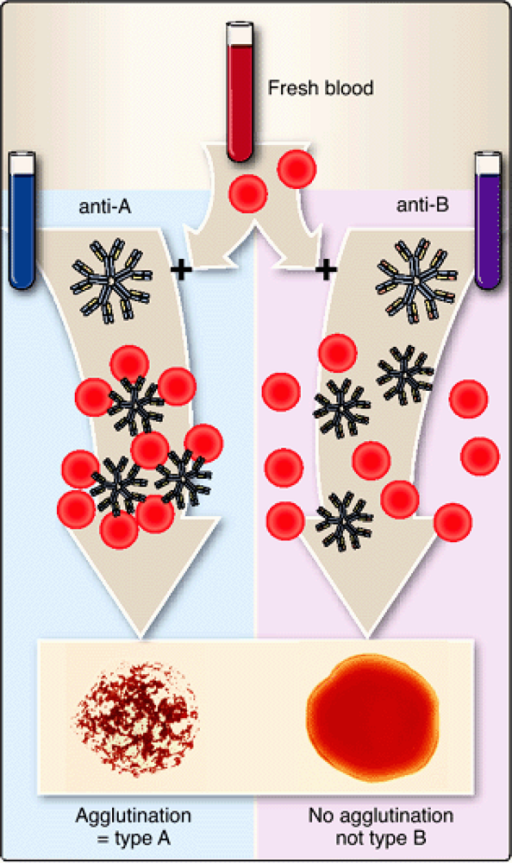 Fresh blood
anti-A
anti-B
+
+
Agglutination
= type A
No agglutination
not type B